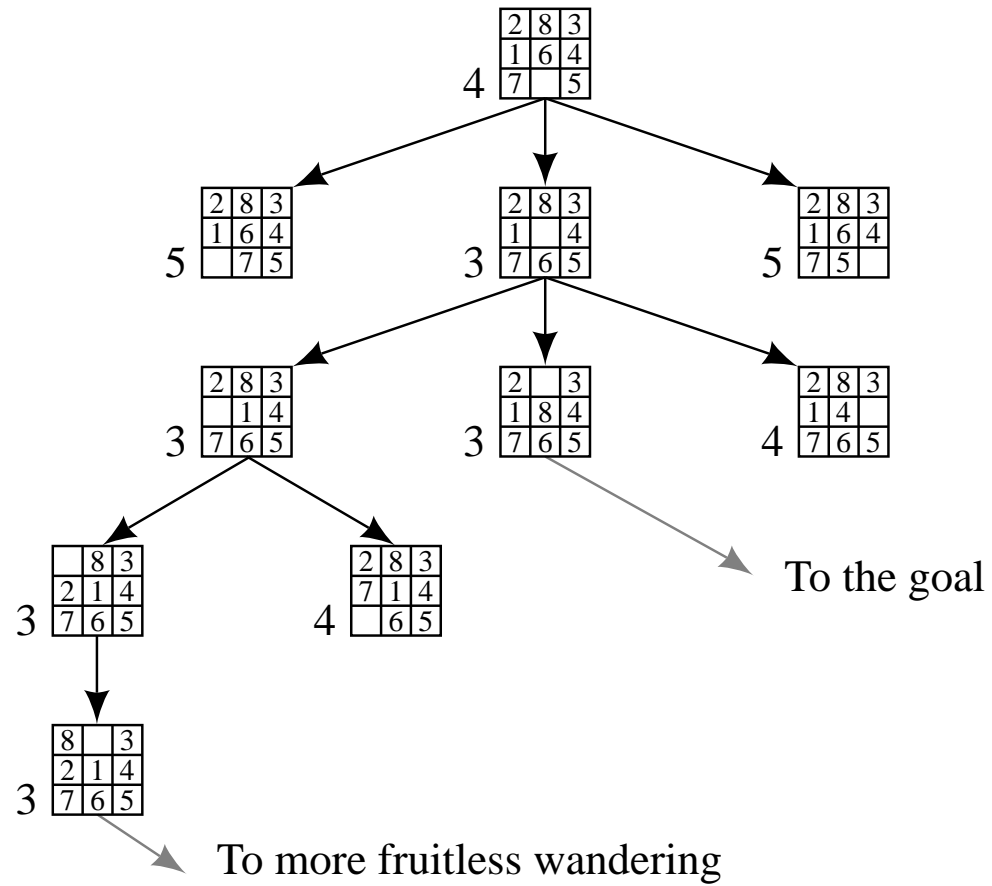 2 8 3
1 6 4
4 7 5
2 8 3 2 8 3 2 8 3
1 6 4 1 4 1 6 4
5 7 5 3 7 6 5 5 7 5
2 8 3 2 3 2 8 3
1 4 1 8 4 1 4
3 7 6 5 3 7 6 5 4 7 6 5
8 3 2 8 3
2 1 4 7 1 4
To the goal
3 7 6 5 4 6 5
8 3
2 1 4
3 7 6 5
To more fruitless wandering